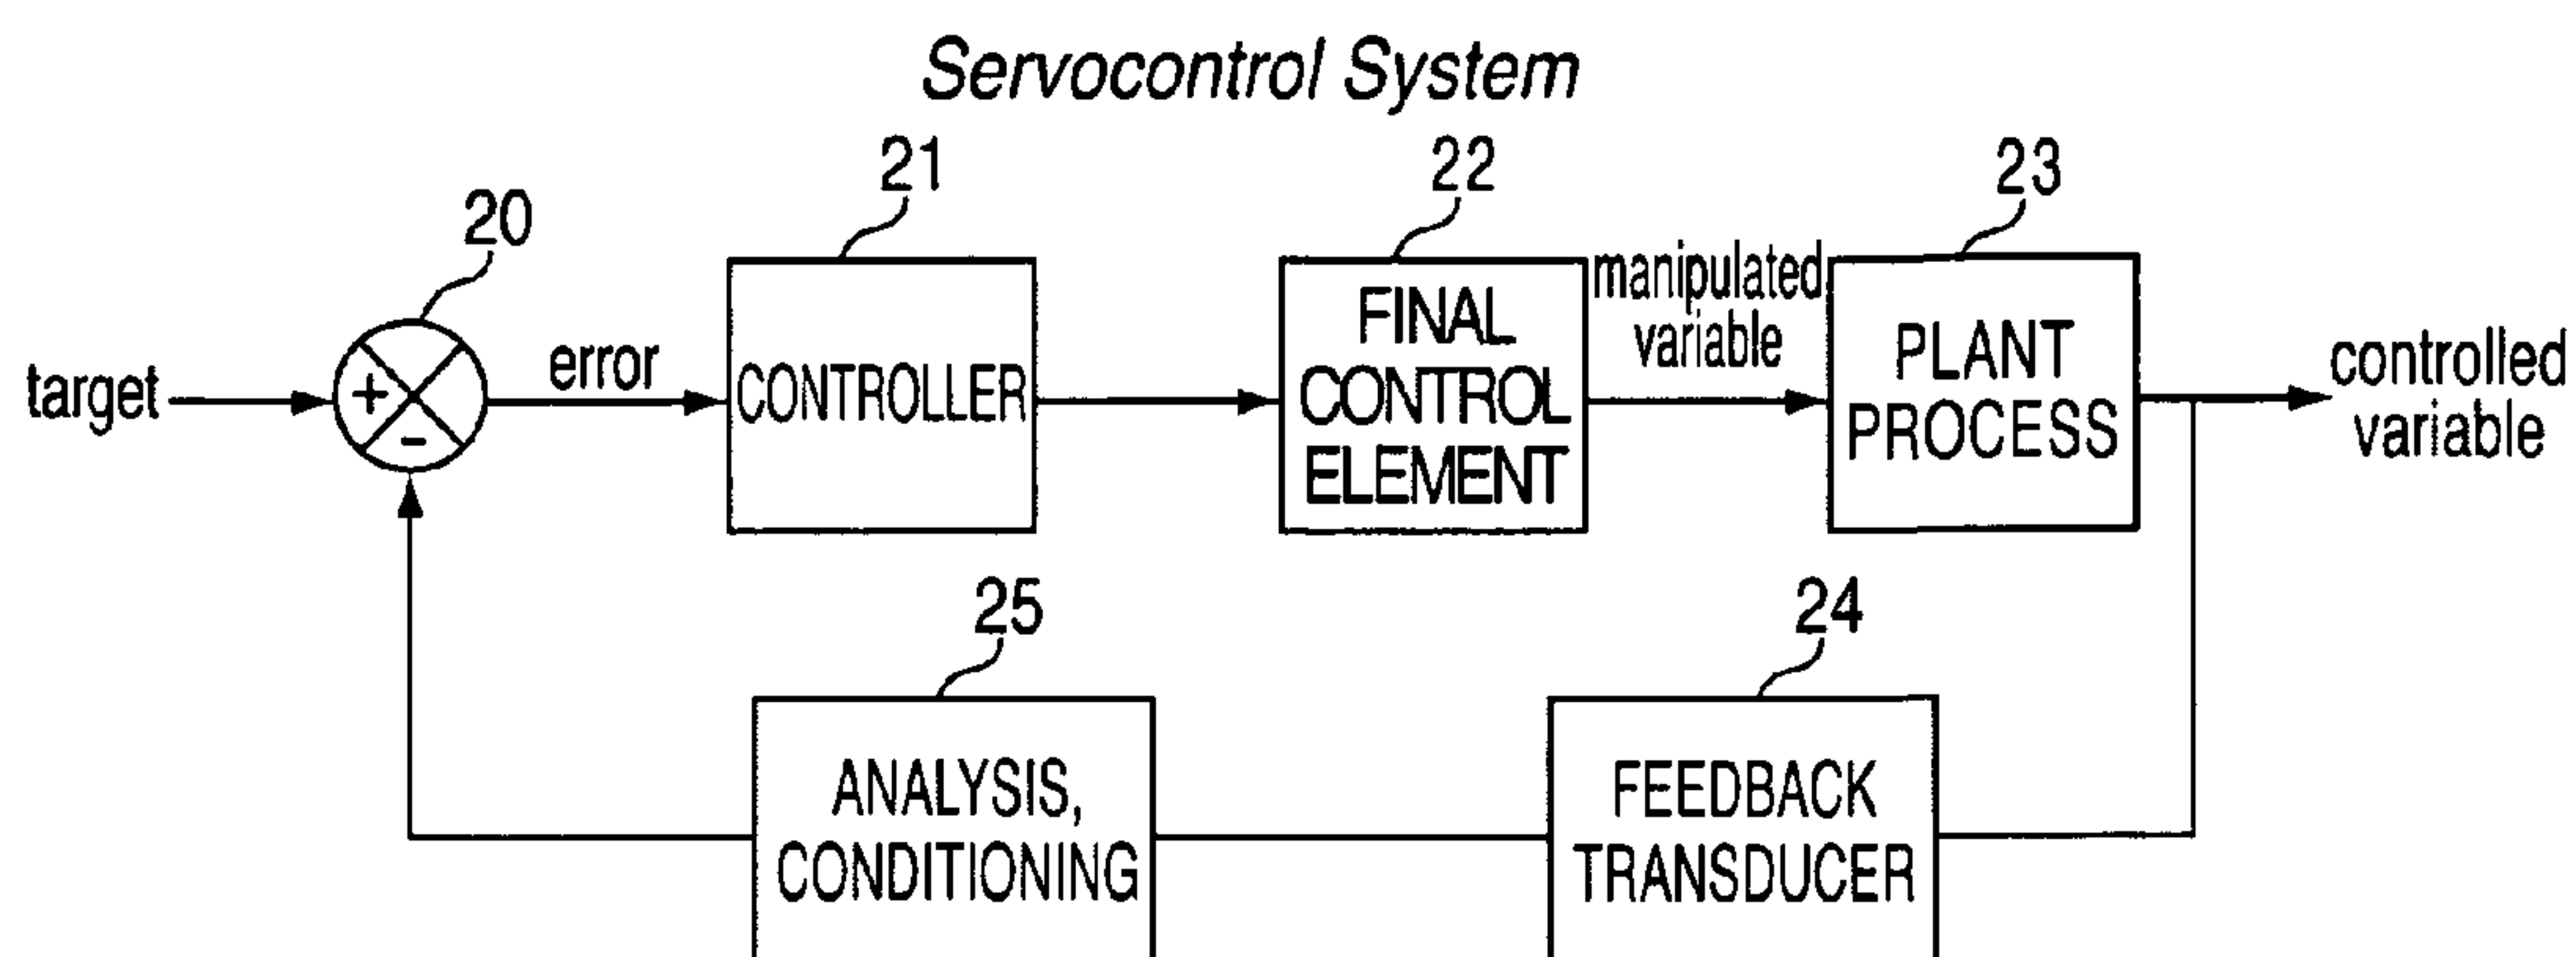 Servocontrol System
20
21
22
23
target
+
-
error
CONTROLLER
FINAL
CONTROL
ELEMENT
manipulated
variable
PLANT
PROCESS
controlled
variable
25
24
ANALYSIS,
CONDITIONING
FEEDBACK
TRANSDUCER